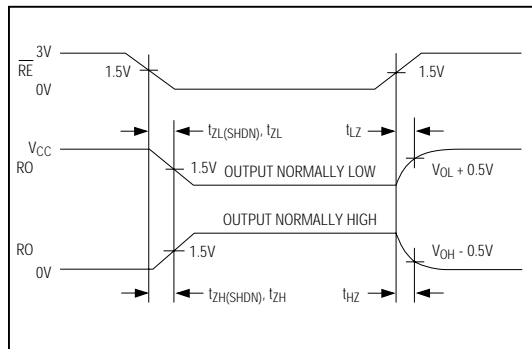 3V
RE
1.5V
1.5V
0V
tZL(SHDN), tZL
tLZ
VCC
RO
1.5V
OUTPUT NORMALLY LOW
VOL + 0.5V
OUTPUT NORMALLY HIGH
RO
1.5V
VOH - 0.5V
0V
tZH(SHDN), tZH
tHZ